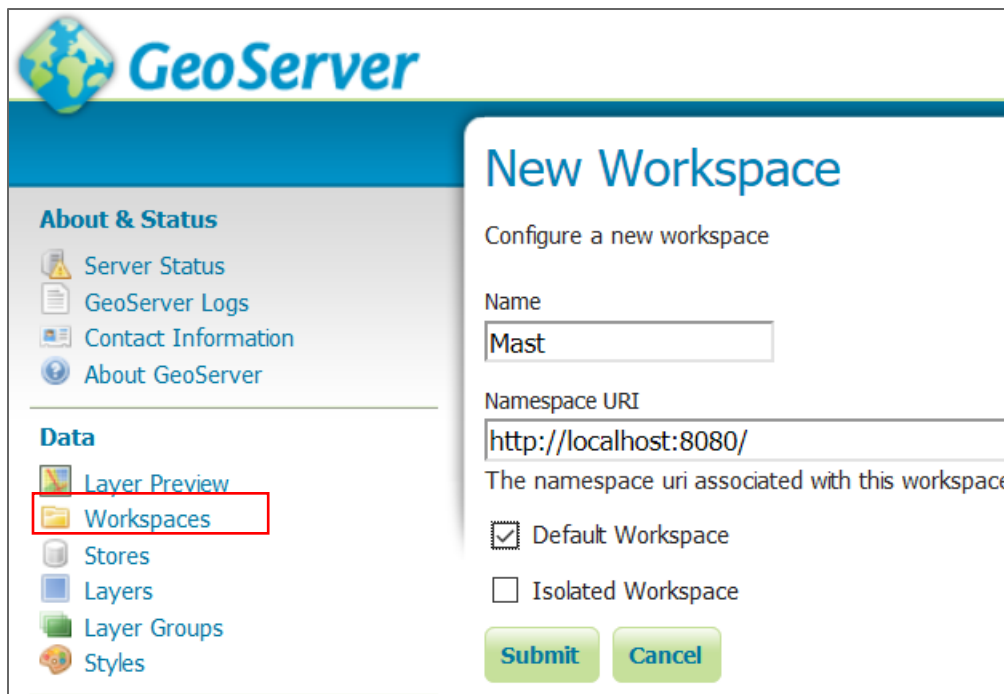 GeoServer
About & Status
Server Status
GeoServer Logs
Contact Information
About GeoServer
Data
Layer Preview
Workspaces
Stores
Layers
Layer Groups
Styles
New Workspace
Configure a new workspace
Name
Mast
Namespace URI
http://localhost:8080/
The namespace uri associated with this workspace
Default Workspace
Isolated Workspace
Submit
Cancel